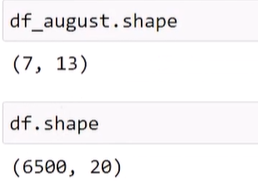 df_august.shape
(7, 13)
df.shape
(6500, 20)